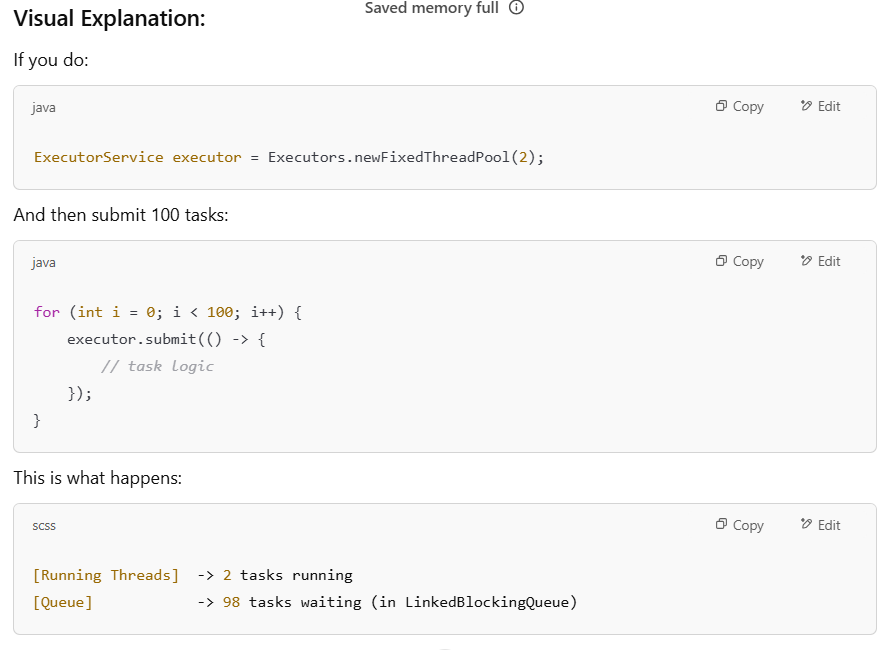 Saved memory full
Visual Explanation:
If you do:
java
Copy
Edit
ExecutorService executor = Executors.newFixedThreadPool(2);
And then submit 100 tasks:
java
Copy
Edit
for (int i = 0; i < 100; i++) {
    executor.submit(() -> {
        // task logic
    });
}
This is what happens:
scss
Copy
Edit
[Running Threads]  -> 2 tasks running
[Queue]            -> 98 tasks waiting (in LinkedBlockingQueue)